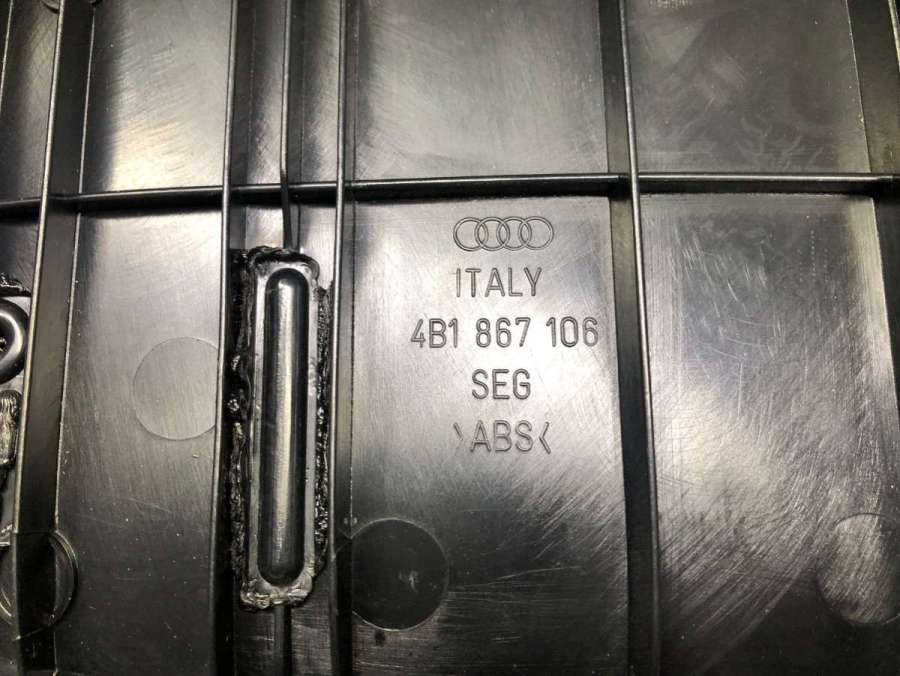 ITALY
4B1 867 106
SEG
>ABS<